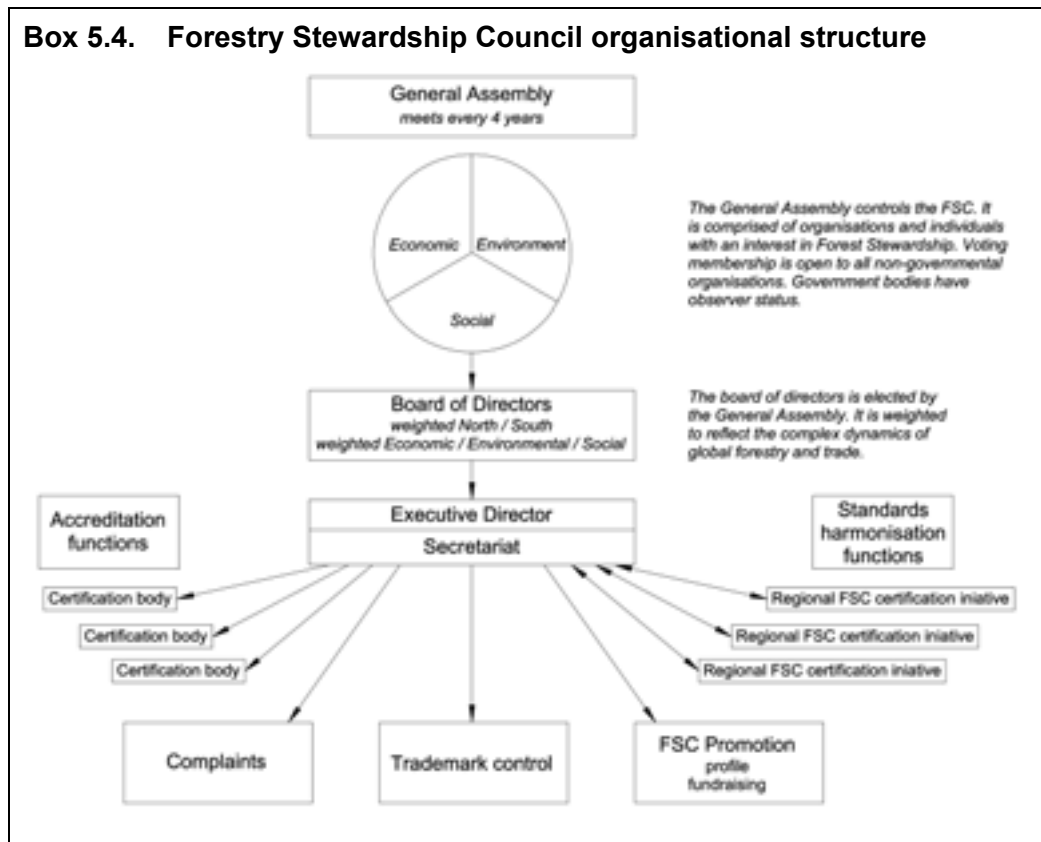 Box 5.4. Forestry Stewardship Council organisational structure
General Assembly
meets every 4 years
Economic
Environment
Social
The General Assembly controls the FSC. It
is comprised of organisations and individuals
with an interest in Forest Stewardship. Voting
membership is open to all non-governmental
organisations. Government bodies have
observer status.
Board of Directors
weighted North / South
weighted Economic / Environmental / Social
The board of directors is elected by
the General Assembly. It is weighted
to reflect the complex dynamics of
global forestry and trade.
Accreditation
functions
Executive Director
Secretariat
Standards
harmonisation
functions
Certification body
Certification body
Certification body
Regional FSC certification iniative
Regional FSC certification iniative
Regional FSC certification iniative
Complaints
Trademark control
FSC Promotion
profile
fundraising